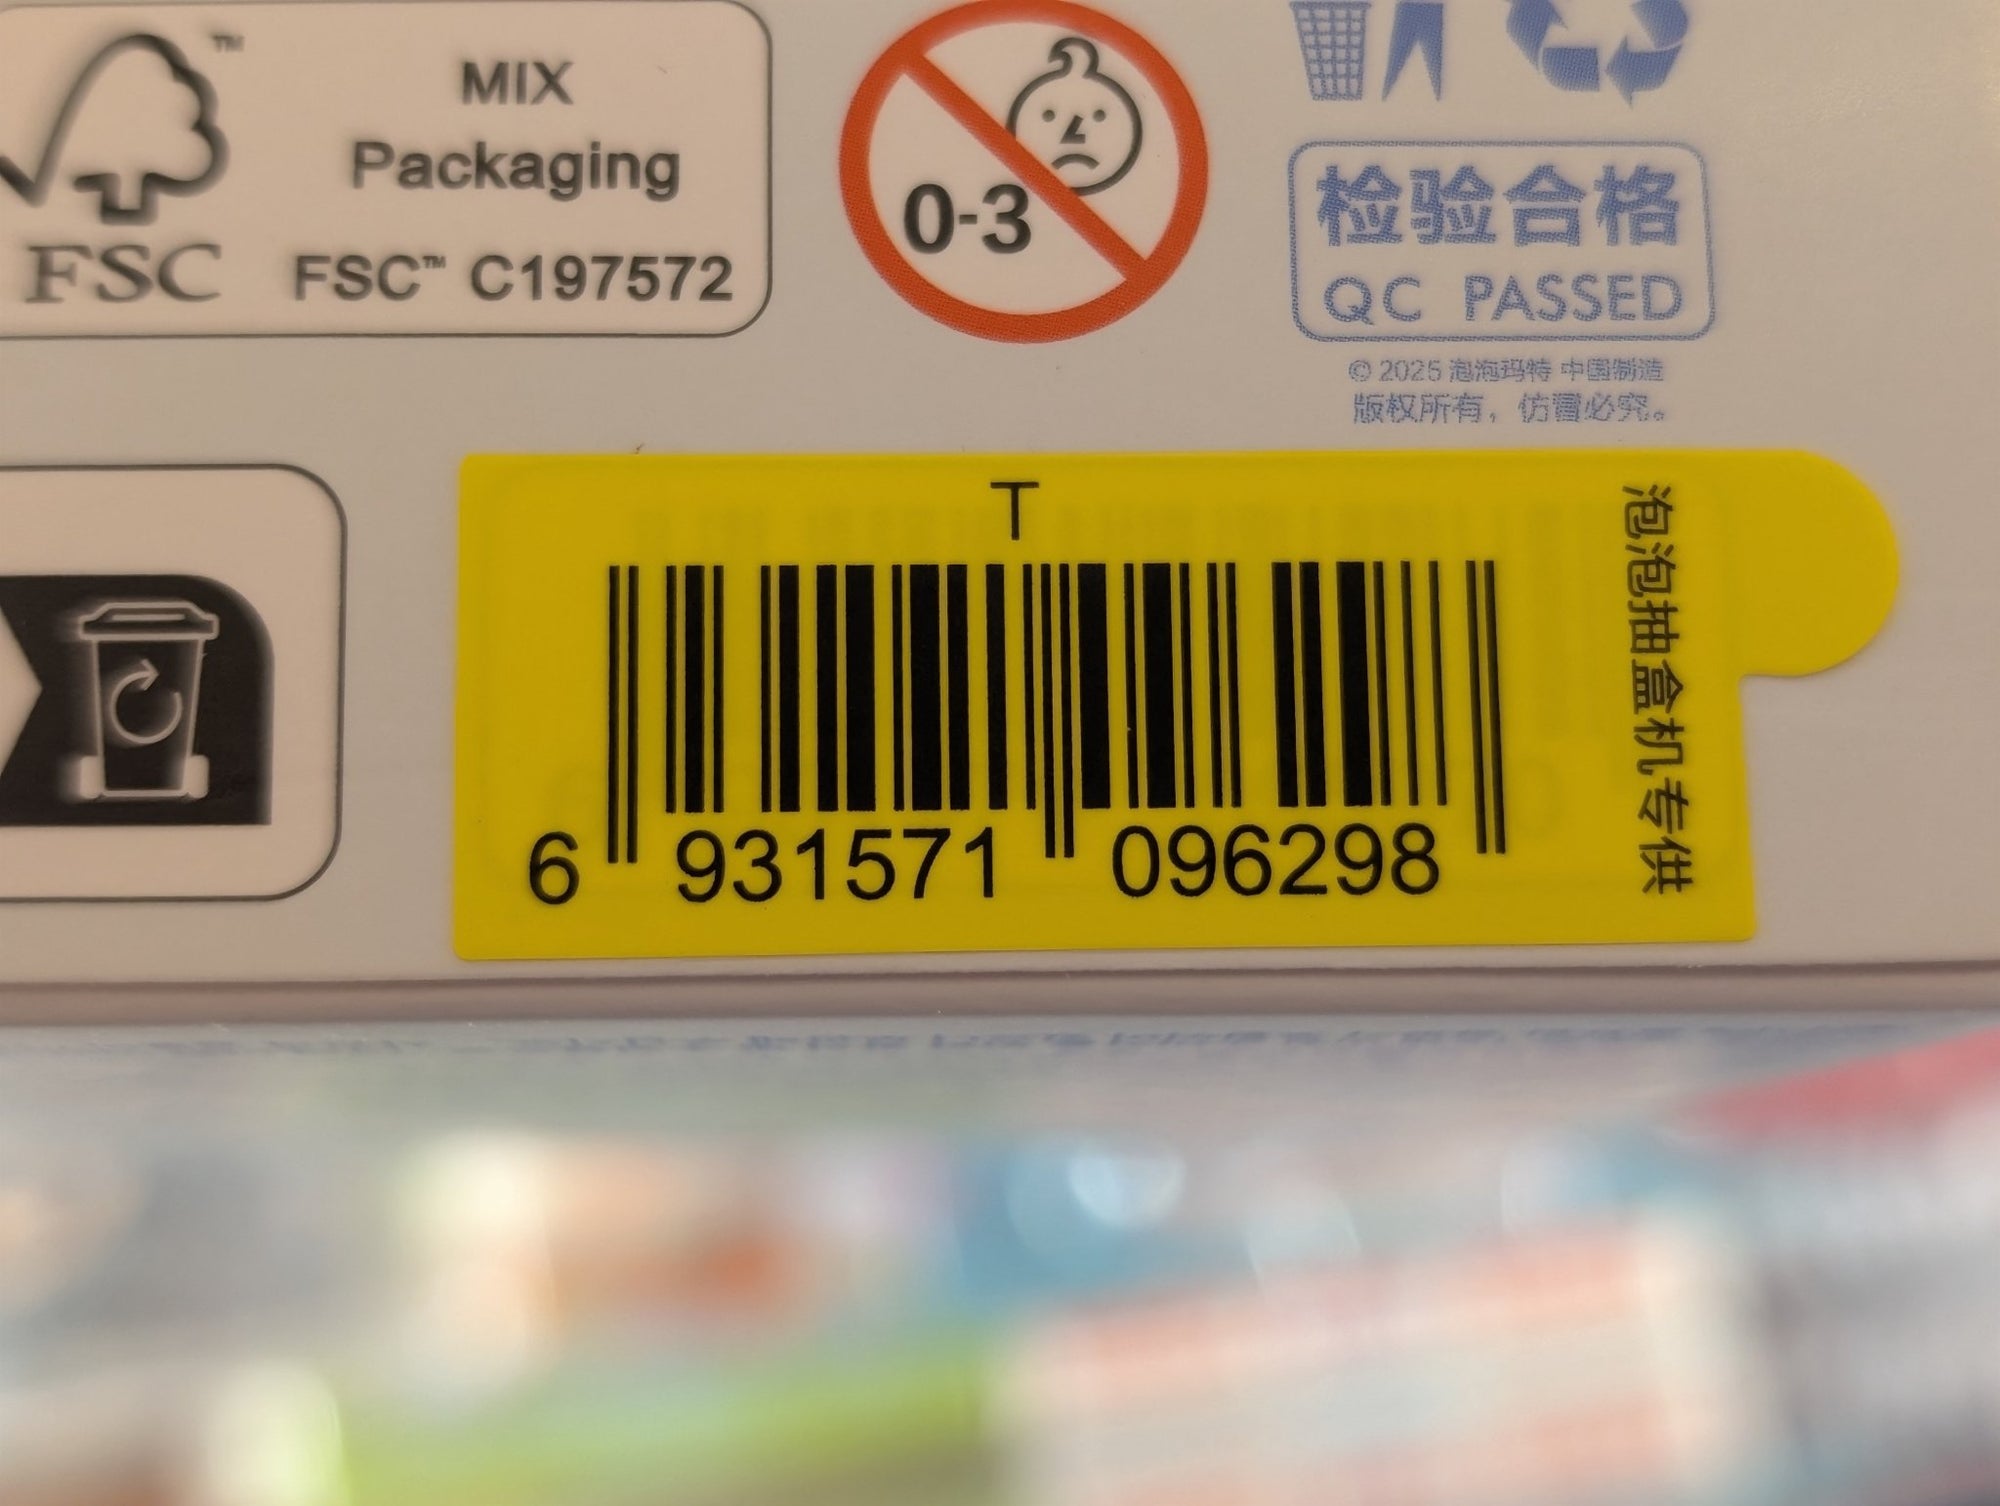 TM
MIX
Packaging
FSC
FSC™ C197572
0-3
检验合格
QC PASSED
© 2025 泡泡玛特 中国制造
版权所有，仿冒必究。
T
泡泡抽盒机专供
6 931571 096298